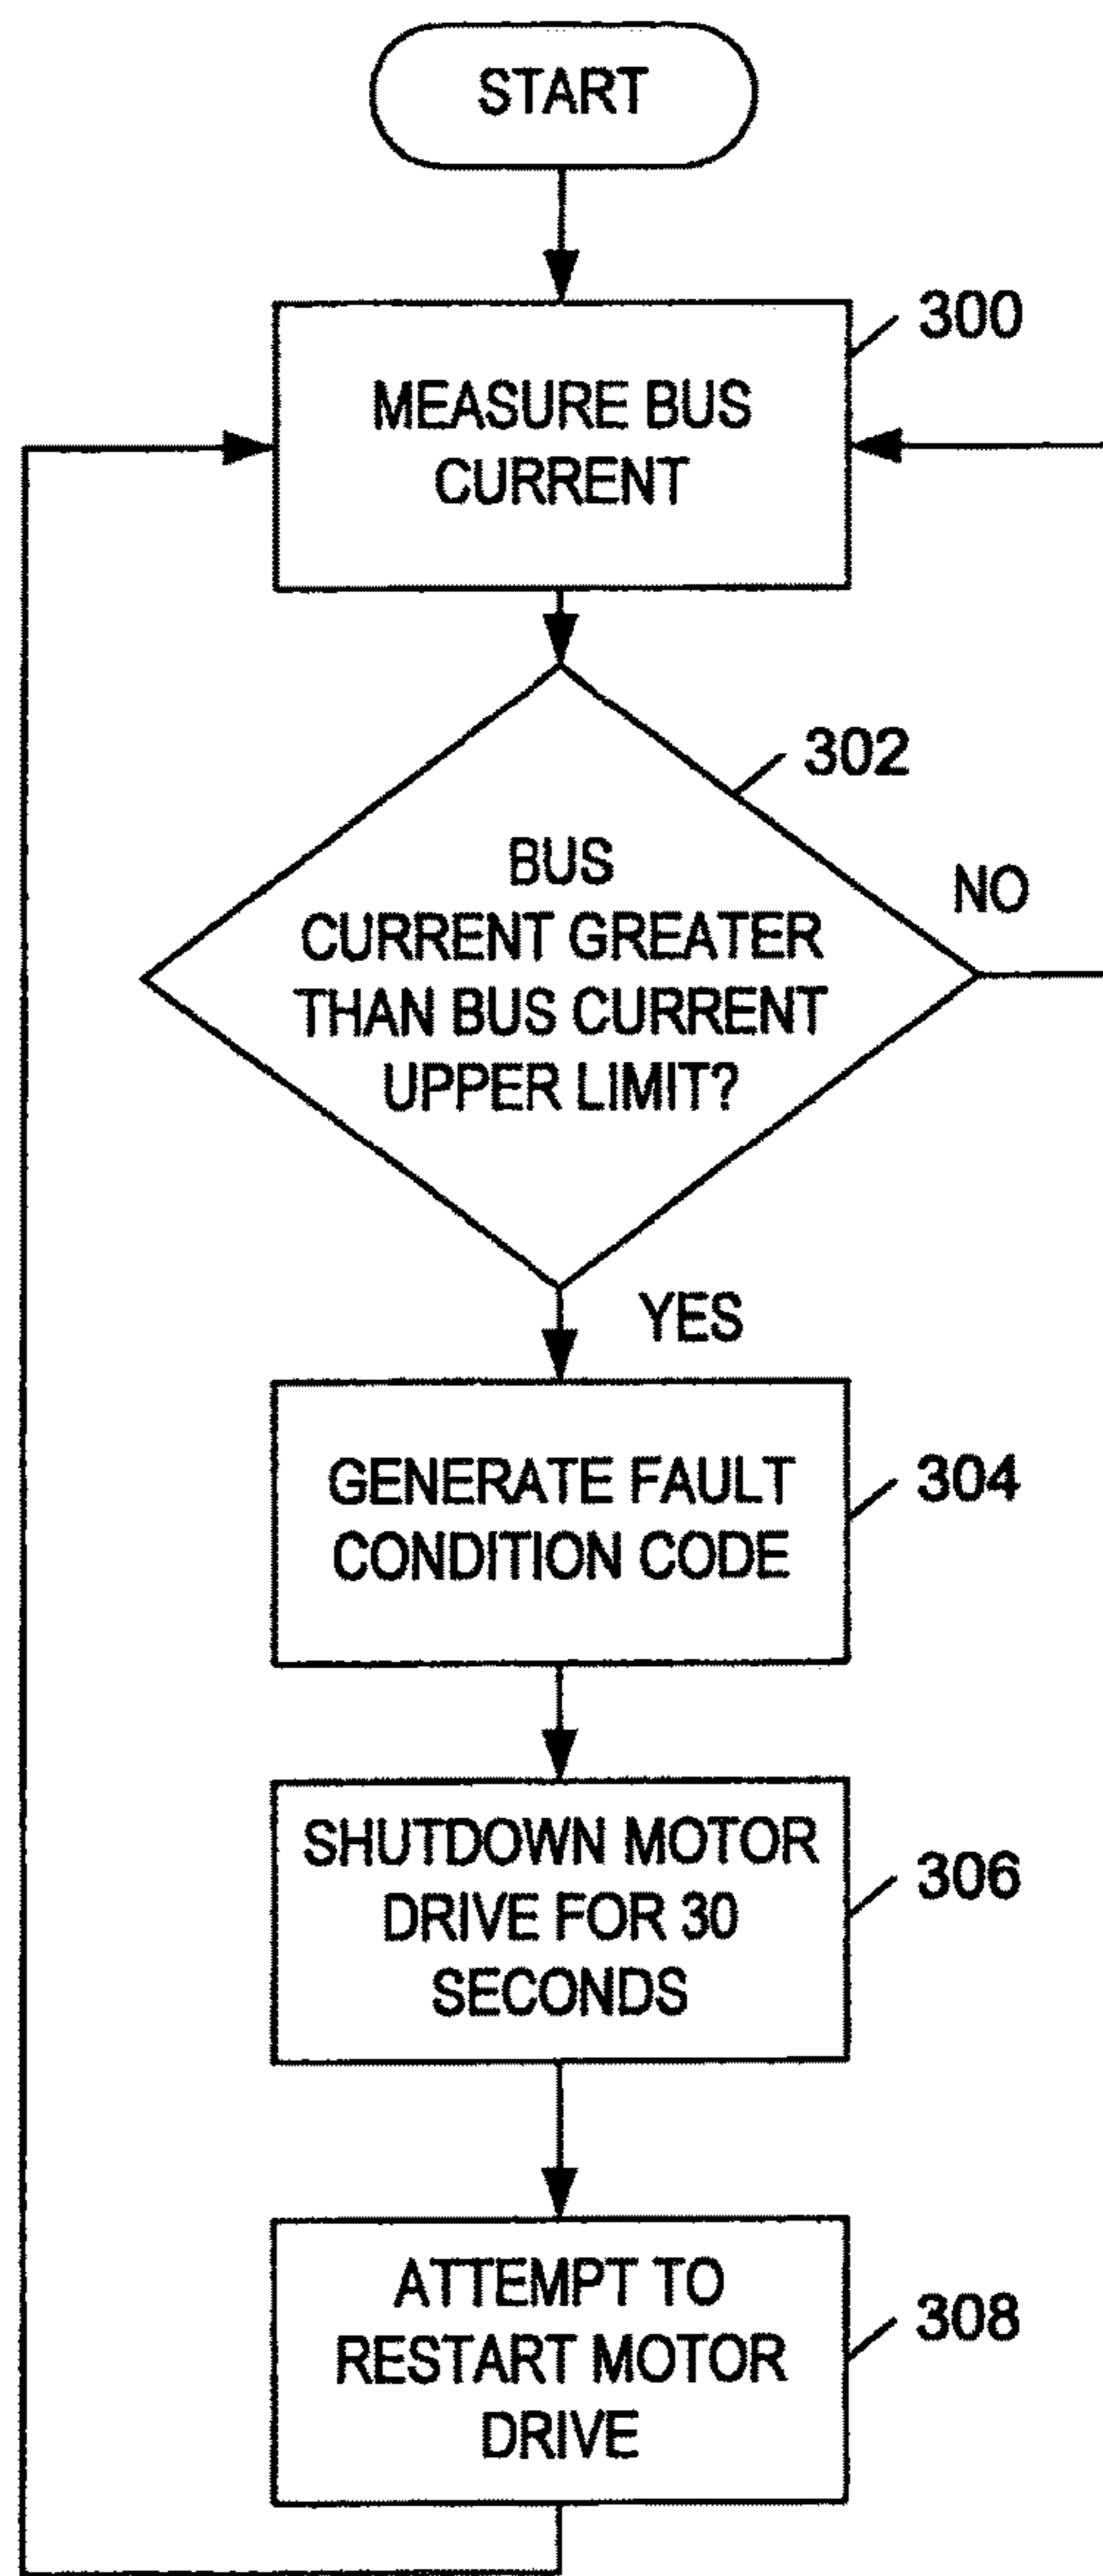 START
300
MEASURE BUS
CURRENT
302
BUS
CURRENT GREATER
THAN BUS CURRENT
UPPER LIMIT?
NO
YES
GENERATE FAULT
CONDITION CODE
304
SHUTDOWN MOTOR
DRIVE FOR 30
SECONDS
306
ATTEMPT TO
RESTART MOTOR
DRIVE
308